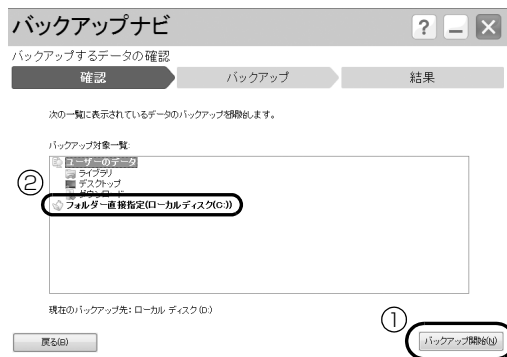 バックアップナビ
? – ×
バックアップするデータの確認
確認 バックアップ 結果
次の一覧に表示されているデータのバックアップを開始します。
バックアップ対象一覧:
ユーザーのデータ
ライブラリ
デスクトップ
ダウンロード
② フォルダー直接指定(ローカルディスク(C:))
現在のバックアップ先: ローカル ディスク (D:)
①
戻る(B) バックアップ開始(N)